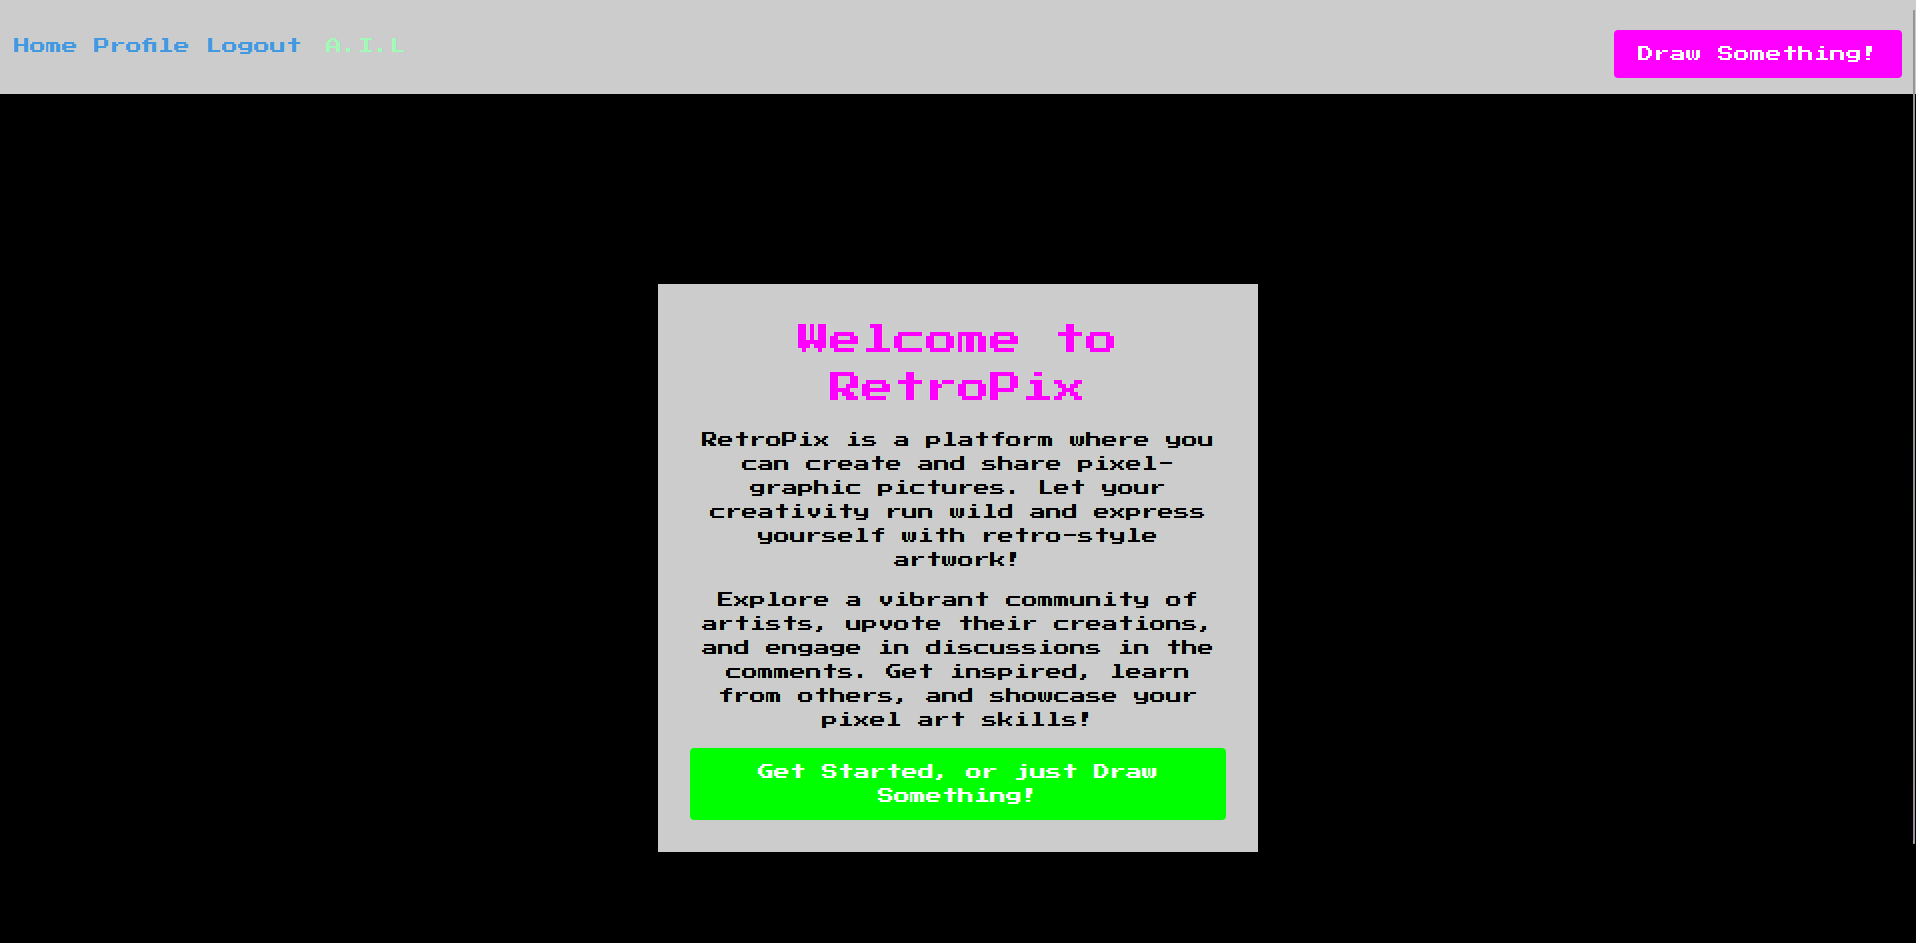 Home Profile Logout A.I.L
Draw Something!
Welcome to
RetroPix
RetroPix is a platform where you
can create and share pixel-
graphic pictures. Let your
creativity run wild and express
yourself with retro-style
artwork!
Explore a vibrant community of
artists, upvote their creations,
and engage in discussions in the
comments. Get inspired, learn
from others, and showcase your
pixel art skills!
Get Started, or just Draw
Something!